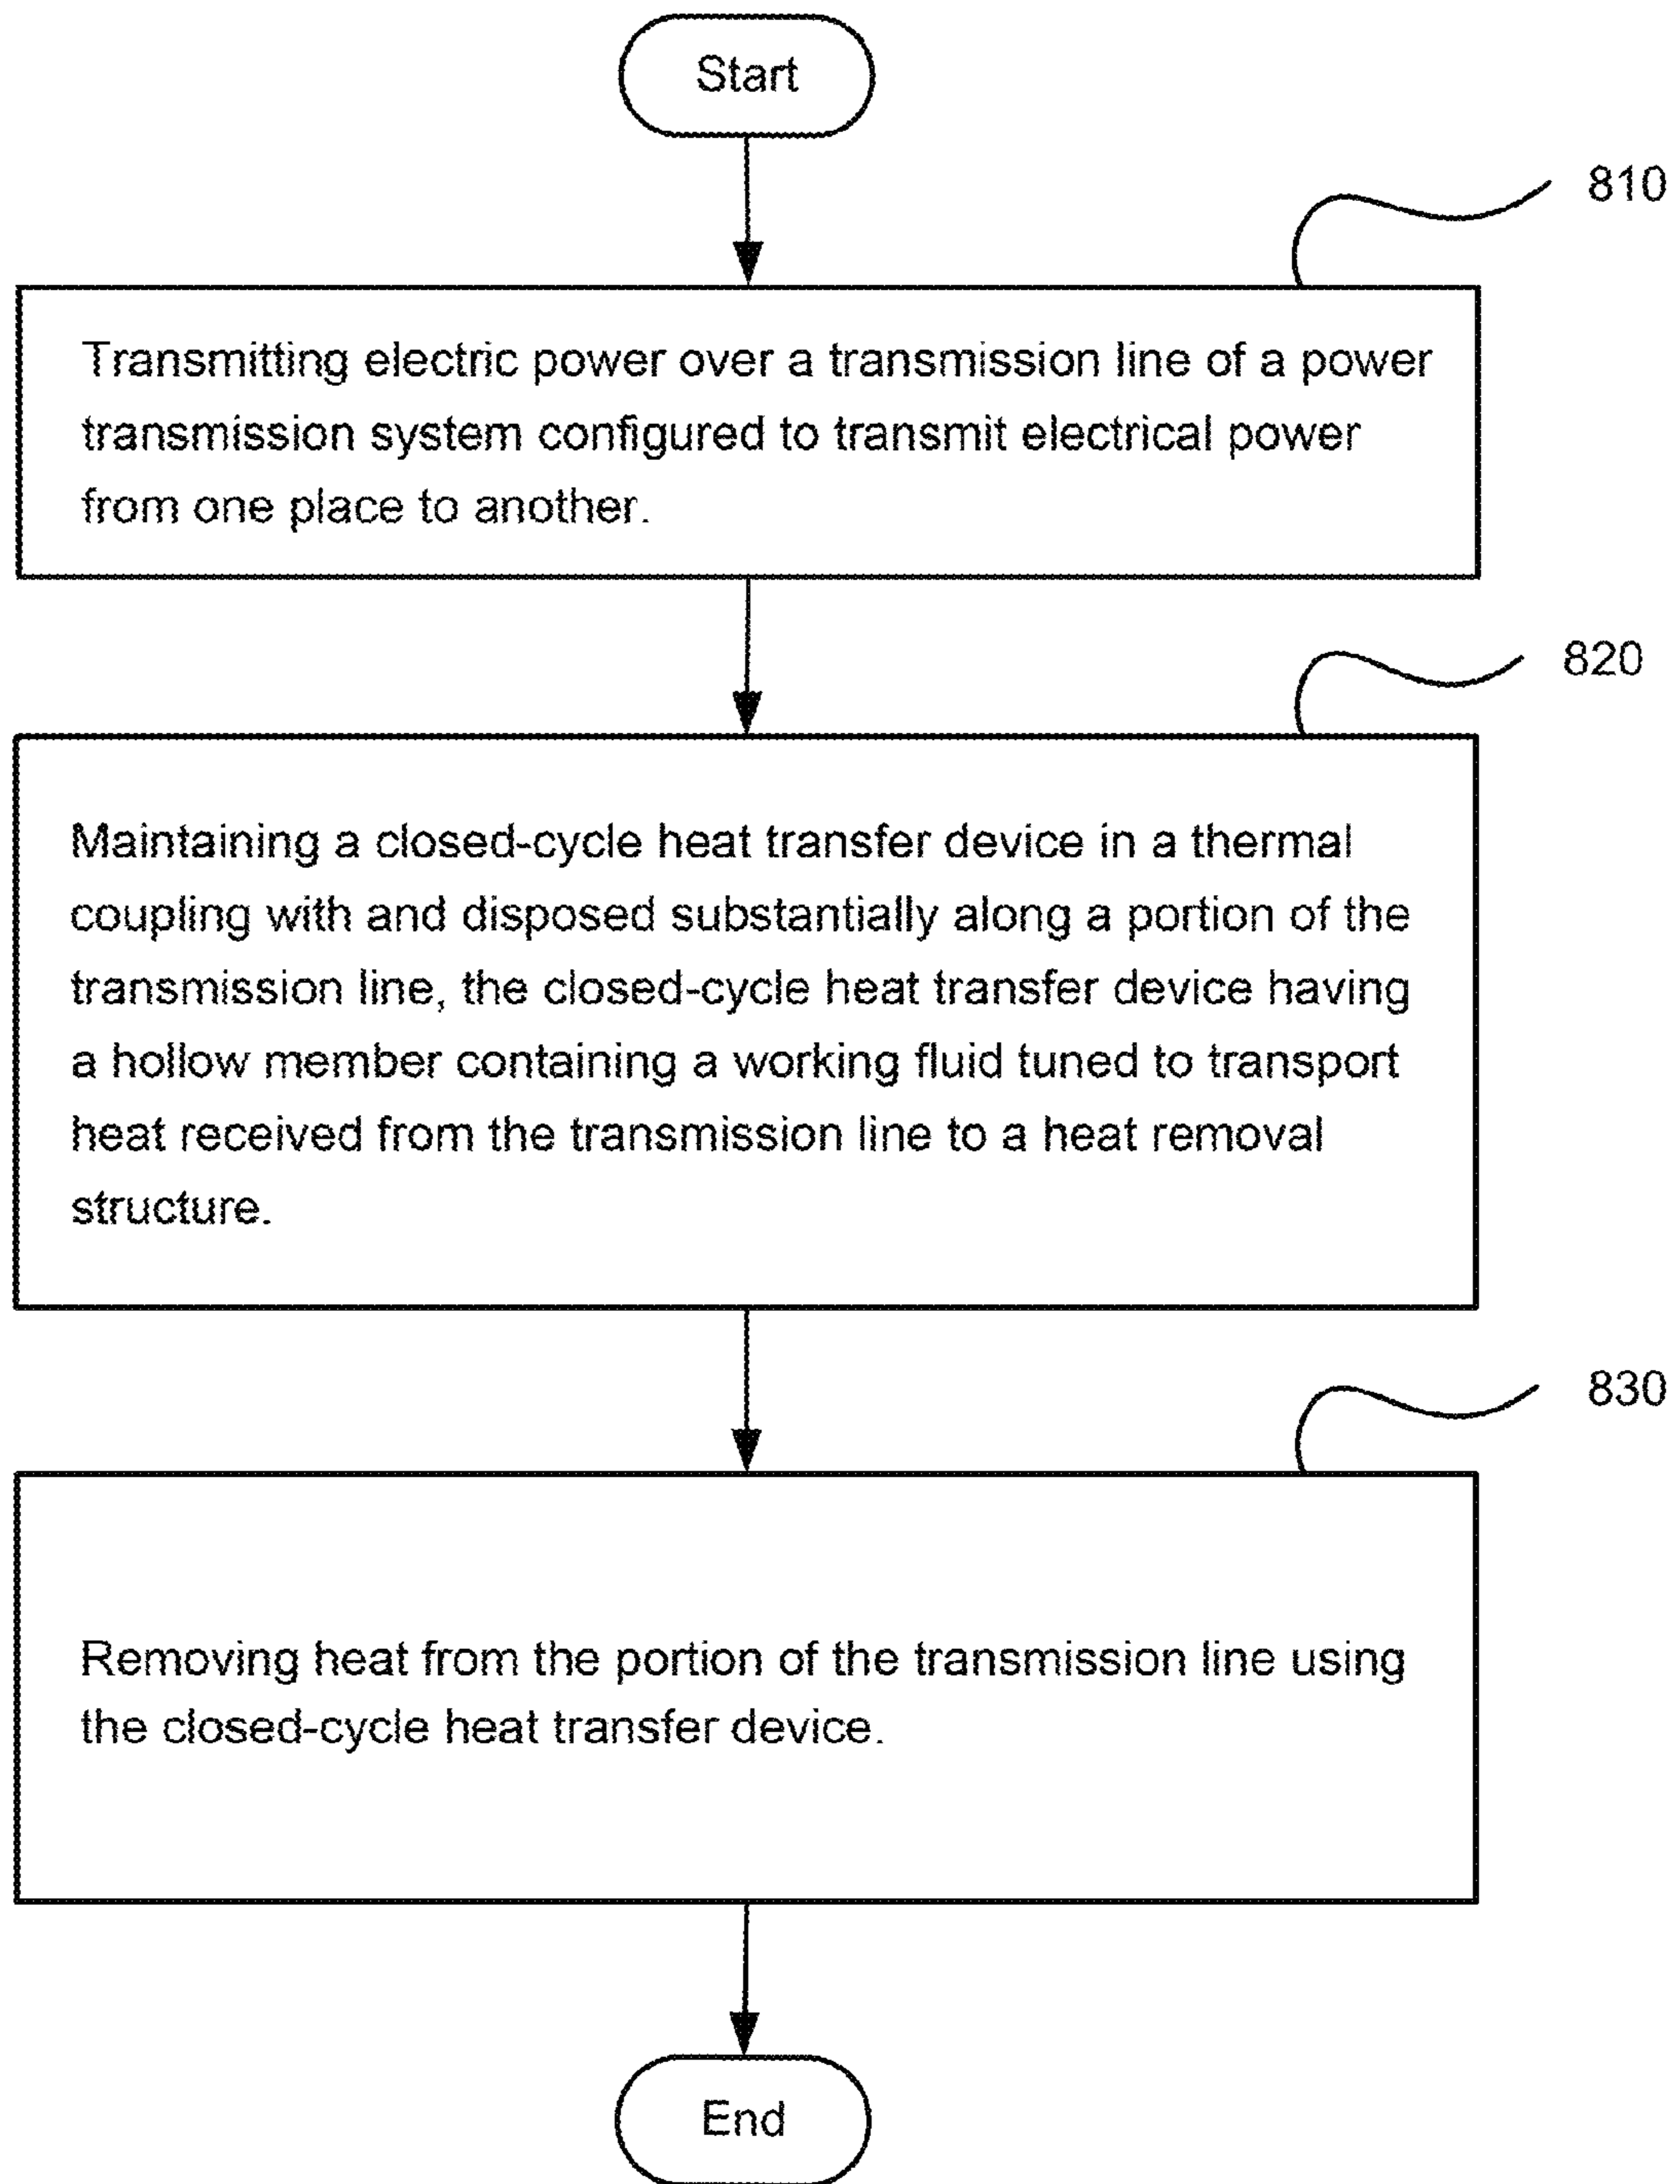 Start
810
Transmitting electric power over a transmission line of a power
transmission system configured to transmit electrical power
from one place to another.
820
Maintaining a closed-cycle heat transfer device in a thermal
coupling with and disposed substantially along a portion of the
transmission line, the closed-cycle heat transfer device having
a hollow member containing a working fluid tuned to transport
heat received from the transmission line to a heat removal
structure.
830
Removing heat from the portion of the transmission line using
the closed-cycle heat transfer device.
End